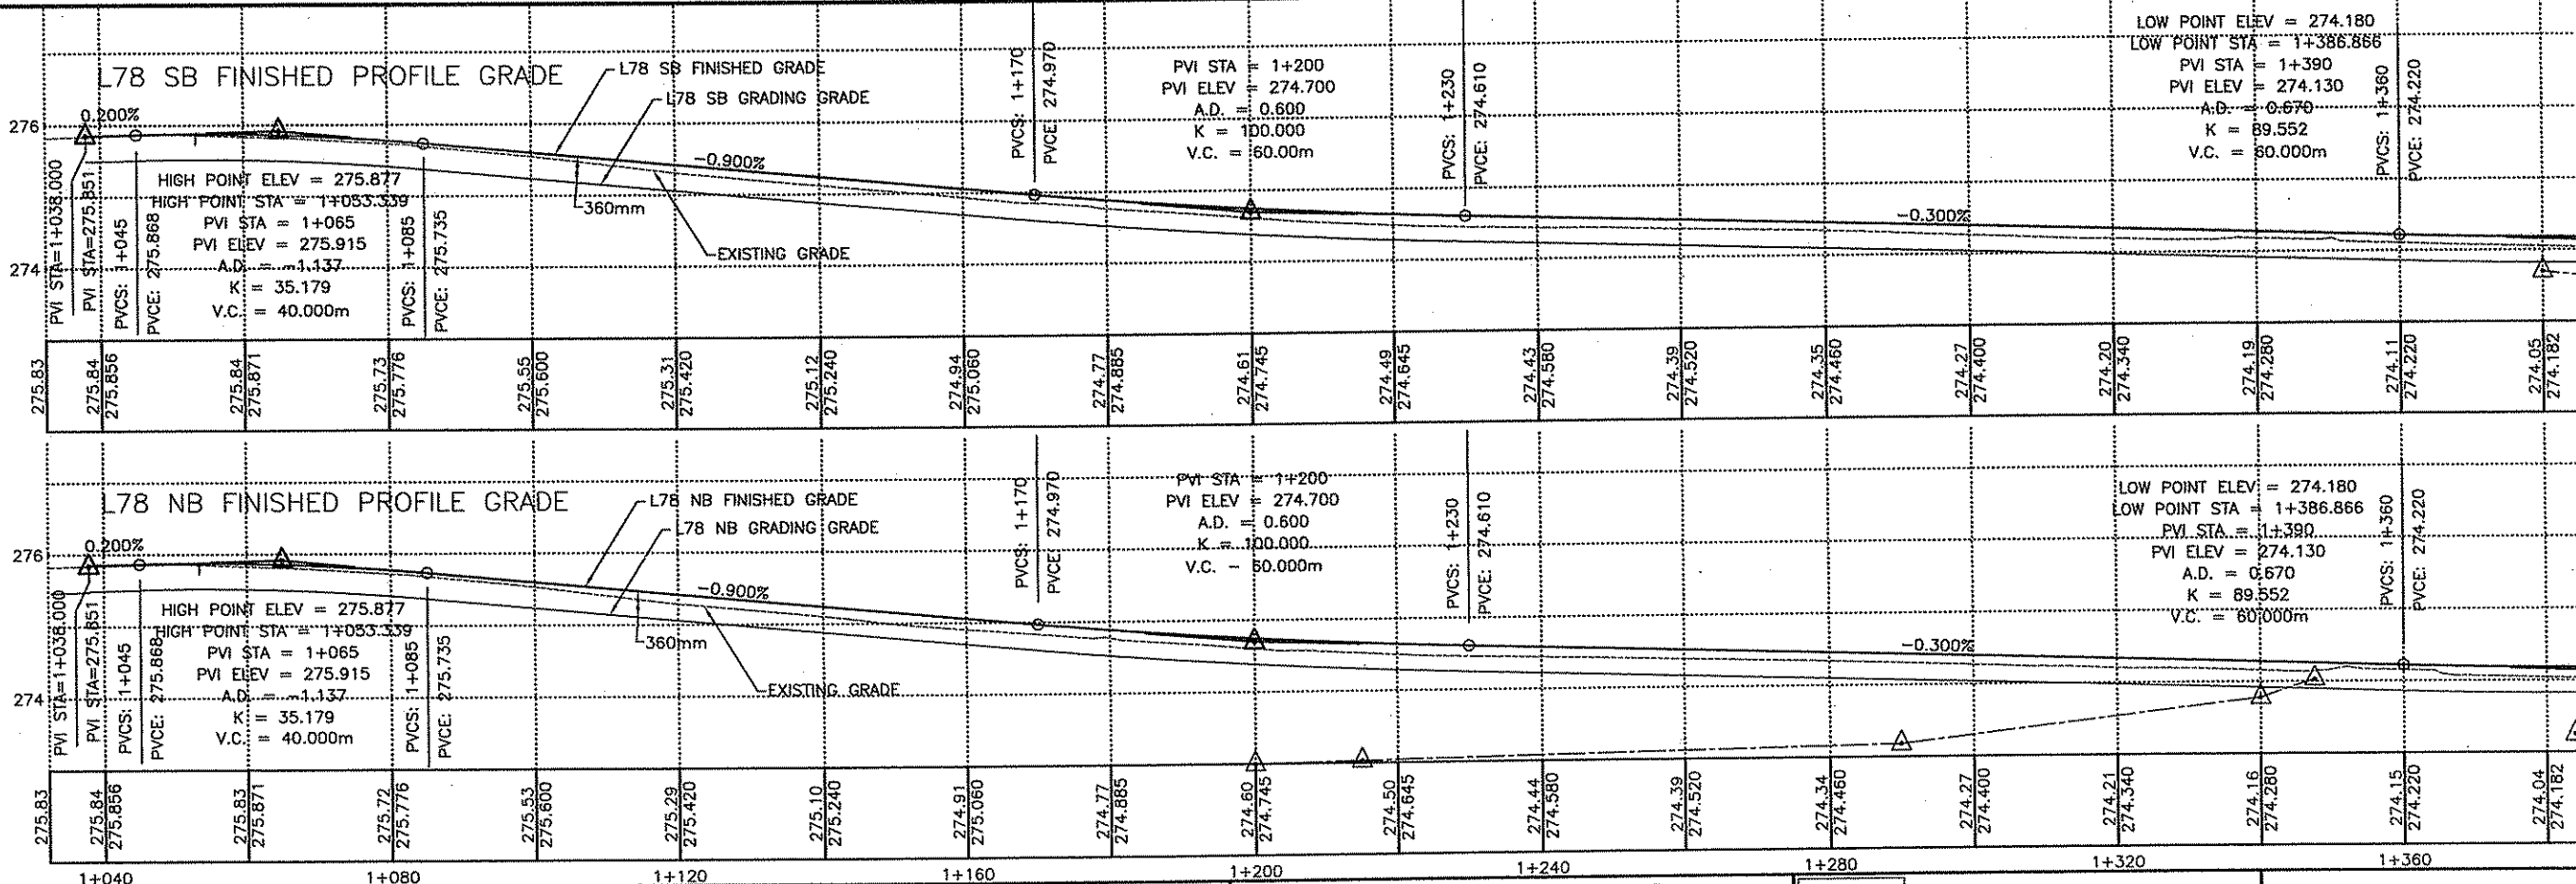 L78 SB FINISHED PROFILE GRADE
L78 SB FINISHED GRADE
L78 SB GRADING GRADE
276
274
0.200%
PVI STA=1+038.000
PVI STA=275.851
PVCS: 1+045
PVCE: 275.868
HIGH POINT ELEV = 275.877
HIGH POINT STA = 1+053.339
PVI STA = 1+065
PVI ELEV = 275.915
A.D. = -1.137
K = 35.179
V.C. = 40.000m
PVCS: 1+085
PVCE: 275.735
360mm
-0.900%
EXISTING GRADE
PVCS: 1+170
PVCE: 274.970
PVI STA = 1+200
PVI ELEV = 274.700
A.D. = 0.600
K = 100.000
V.C. = 60.00m
PVCS: 1+230
PVCE: 274.610
-0.300%
LOW POINT ELEV = 274.180
LOW POINT STA = 1+386.866
PVI STA = 1+390
PVI ELEV = 274.130
A.D. = 0.670
K = 89.552
V.C. = 60.000m
PVCS: 1+360
PVCE: 274.220
275.83
275.84
275.856
275.84
275.871
275.73
275.776
275.55
275.600
275.31
275.420
275.12
275.240
274.94
275.060
274.77
274.885
274.61
274.745
274.49
274.645
274.43
274.580
274.39
274.520
274.35
274.460
274.27
274.400
274.20
274.340
274.19
274.280
274.11
274.220
274.05
274.182
L78 NB FINISHED PROFILE GRADE
L78 NB FINISHED GRADE
L78 NB GRADING GRADE
276
274
0.200%
PVI STA=1+038.000
PVI STA=275.851
PVCS: 1+045
PVCE: 275.868
HIGH POINT ELEV = 275.877
HIGH POINT STA = 1+053.339
PVI STA = 1+065
PVI ELEV = 275.915
A.D. = -1.137
K = 35.179
V.C. = 40.000m
PVCS: 1+085
PVCE: 275.735
360mm
-0.900%
EXISTING GRADE
PVCS: 1+170
PVCE: 274.970
PVI STA = 1+200
PVI ELEV = 274.700
A.D. = 0.600
K = 100.000
V.C. = 60.000m
PVCS: 1+230
PVCE: 274.610
-0.300%
LOW POINT ELEV = 274.180
LOW POINT STA = 1+386.866
PVI STA = 1+390
PVI ELEV = 274.130
A.D. = 0.670
K = 89.552
V.C. = 60.000m
PVCS: 1+360
PVCE: 274.220
275.83
275.84
275.856
275.83
275.871
275.72
275.776
275.53
275.600
275.29
275.420
275.10
275.240
274.91
275.060
274.77
274.885
274.60
274.745
274.50
274.645
274.44
274.580
274.39
274.520
274.34
274.460
274.27
274.400
274.21
274.340
274.16
274.280
274.15
274.220
274.04
274.182
1+040
1+080
1+120
1+160
1+200
1+240
1+280
1+320
1+360